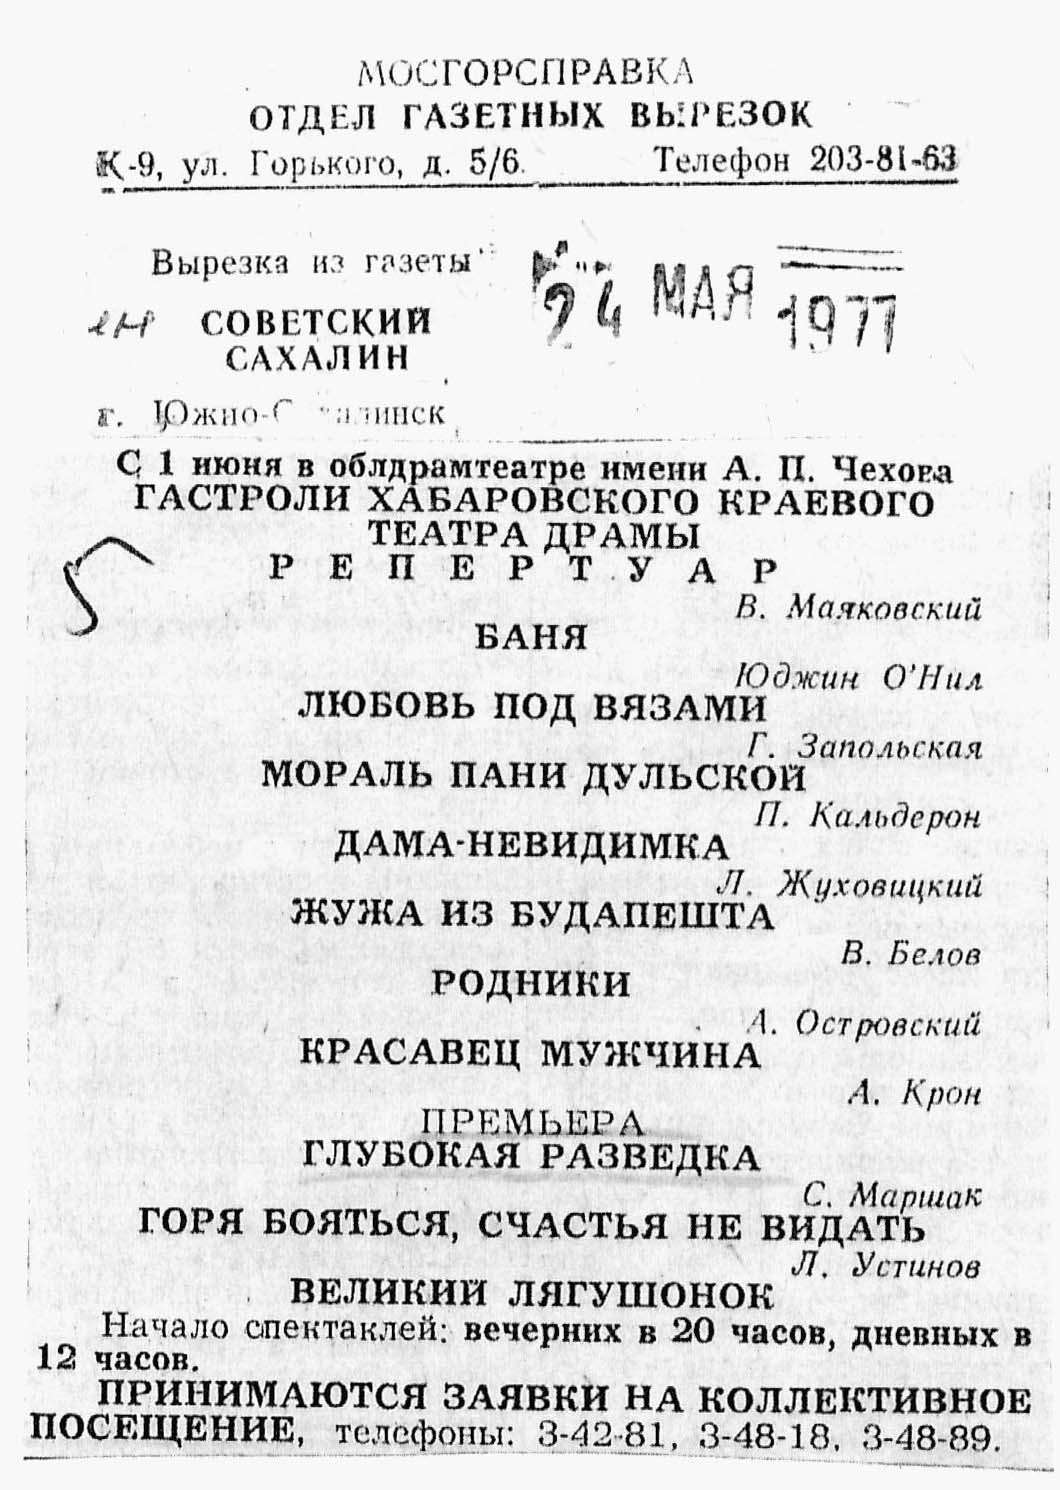 МОСГОРСПРАВКА
ОТДЕЛ ГАЗЕТНЫХ ВЫРЕЗОК
К-9, ул. Горького, д. 5/6. Телефон 203-81-63
Вырезка из газеты
24 МАЯ 1977
СОВЕТСКИЙ
САХАЛИН
г. Южно-С алинск
С 1 июня в облдрамтеатре имени А. П. Чехова
ГАСТРОЛИ ХАБАРОВСКОГО КРАЕВОГО
ТЕАТРА ДРАМЫ
РЕПЕРТУАР
В. Маяковский
БАНЯ
Юджин О'Нил
ЛЮБОВЬ ПОД ВЯЗАМИ
Г. Запольская
МОРАЛЬ ПАНИ ДУЛЬСКОЙ
П. Кальдерон
ДАМА-НЕВИДИМКА
Л. Жуховицкий
ЖУЖА ИЗ БУДАПЕШТА
В. Белов
РОДНИКИ
А. Островский
КРАСАВЕЦ МУЖЧИНА
А. Крон
ПРЕМЬЕРА
ГЛУБОКАЯ РАЗВЕДКА
С. Маршак
ГОРЯ БОЯТЬСЯ, СЧАСТЬЯ НЕ ВИДАТЬ
Л. Устинов
ВЕЛИКИЙ ЛЯГУШОНОК
Начало спектаклей: вечерних в 20 часов, дневных в
12 часов.
ПРИНИМАЮТСЯ ЗАЯВКИ НА КОЛЛЕКТИВНОЕ
ПОСЕЩЕНИЕ, телефоны: 3-42-81, 3-48-18, 3-48-89.